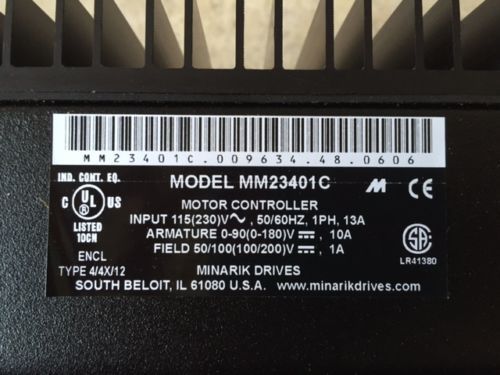 MM23401C.009634.48.0606
IND. CONT. EQ.
C UL US
LISTED
10CN
ENCL
TYPE 4/4X/12
MODEL MM23401C
M CE
MOTOR CONTROLLER
INPUT 115(230)V∿, 50/60HZ, 1PH, 13A
ARMATURE 0-90(0-180)V⎓, 10A
FIELD 50/100(100/200)V⎓, 1A
SA
LR41380
MINARIK DRIVES
SOUTH BELOIT, IL 61080 U.S.A. www.minarikdrives.com